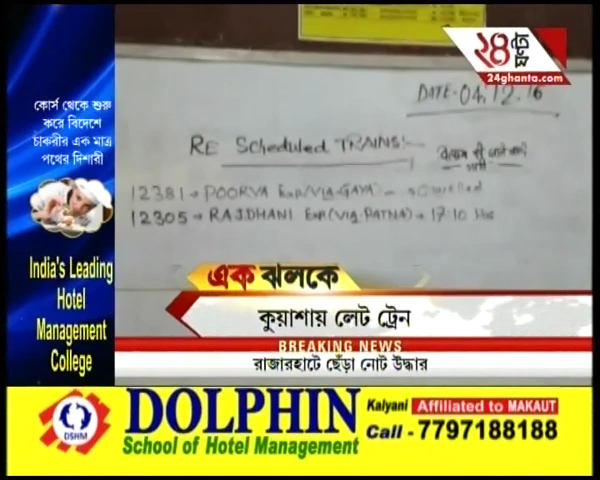 ২৪ ঘণ্টা
24ghanta.com
DATE-04.12.16
RE Scheduled TRAINS:-
12381 → POORVA Exp(VIA-GAYA) →
12305 → RAJDHANI Exp(VIA-PATNA) → 17:10 Hrs
কোর্স থেকে শুরু
করে বিদেশে
চাকরীর এক মাত্র
পথের দিশারী
India's Leading
Hotel
Management
College
এক ঝলকে
কুয়াশায় লেট ট্রেন
BREAKING NEWS
রাজারহাটে ছেঁড়া নোট উদ্ধার
DSHM
DOLPHIN
School of Hotel Management
Kalyani Affiliated to MAKAUT
Call - 7797188188